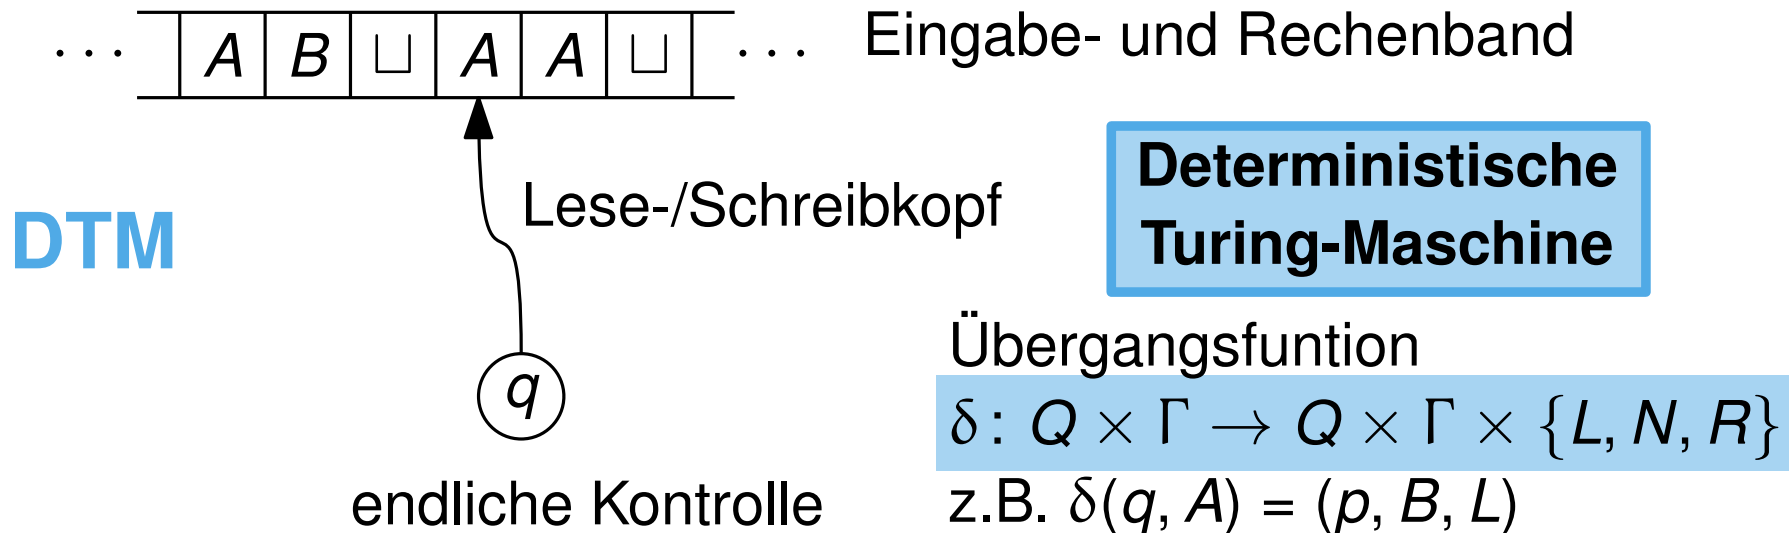 ··· A B ⊔ A A ⊔ ··· Eingabe- und Rechenband
Deterministische
Turing-Maschine
Lese-/Schreibkopf
DTM
q
endliche Kontrolle
Übergangsfuntion
δ: Q × Γ → Q × Γ × {L, N, R}
z.B. δ(q, A) = (p, B, L)